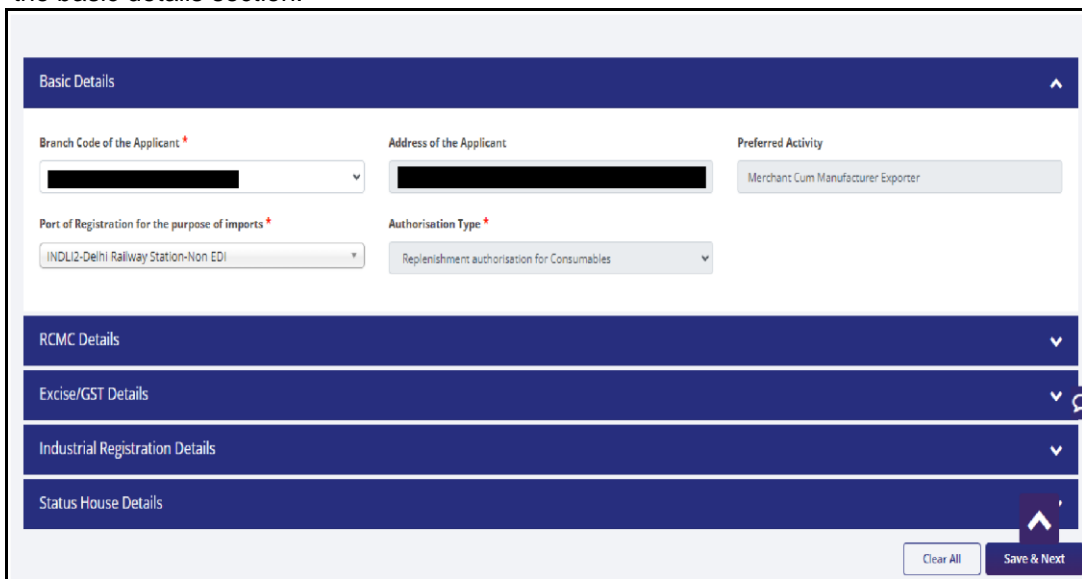 the basic details section.
Basic Details
Branch Code of the Applicant * Address of the Applicant Preferred Activity
Merchant Cum Manufacturer Exporter
Port of Registration for the purpose of imports * Authorisation Type *
INDLI2-Delhi Railway Station-Non EDI Replenishment authorisation for Consumables
RCMC Details
Excise/GST Details
Industrial Registration Details
Status House Details
Clear All Save & Next